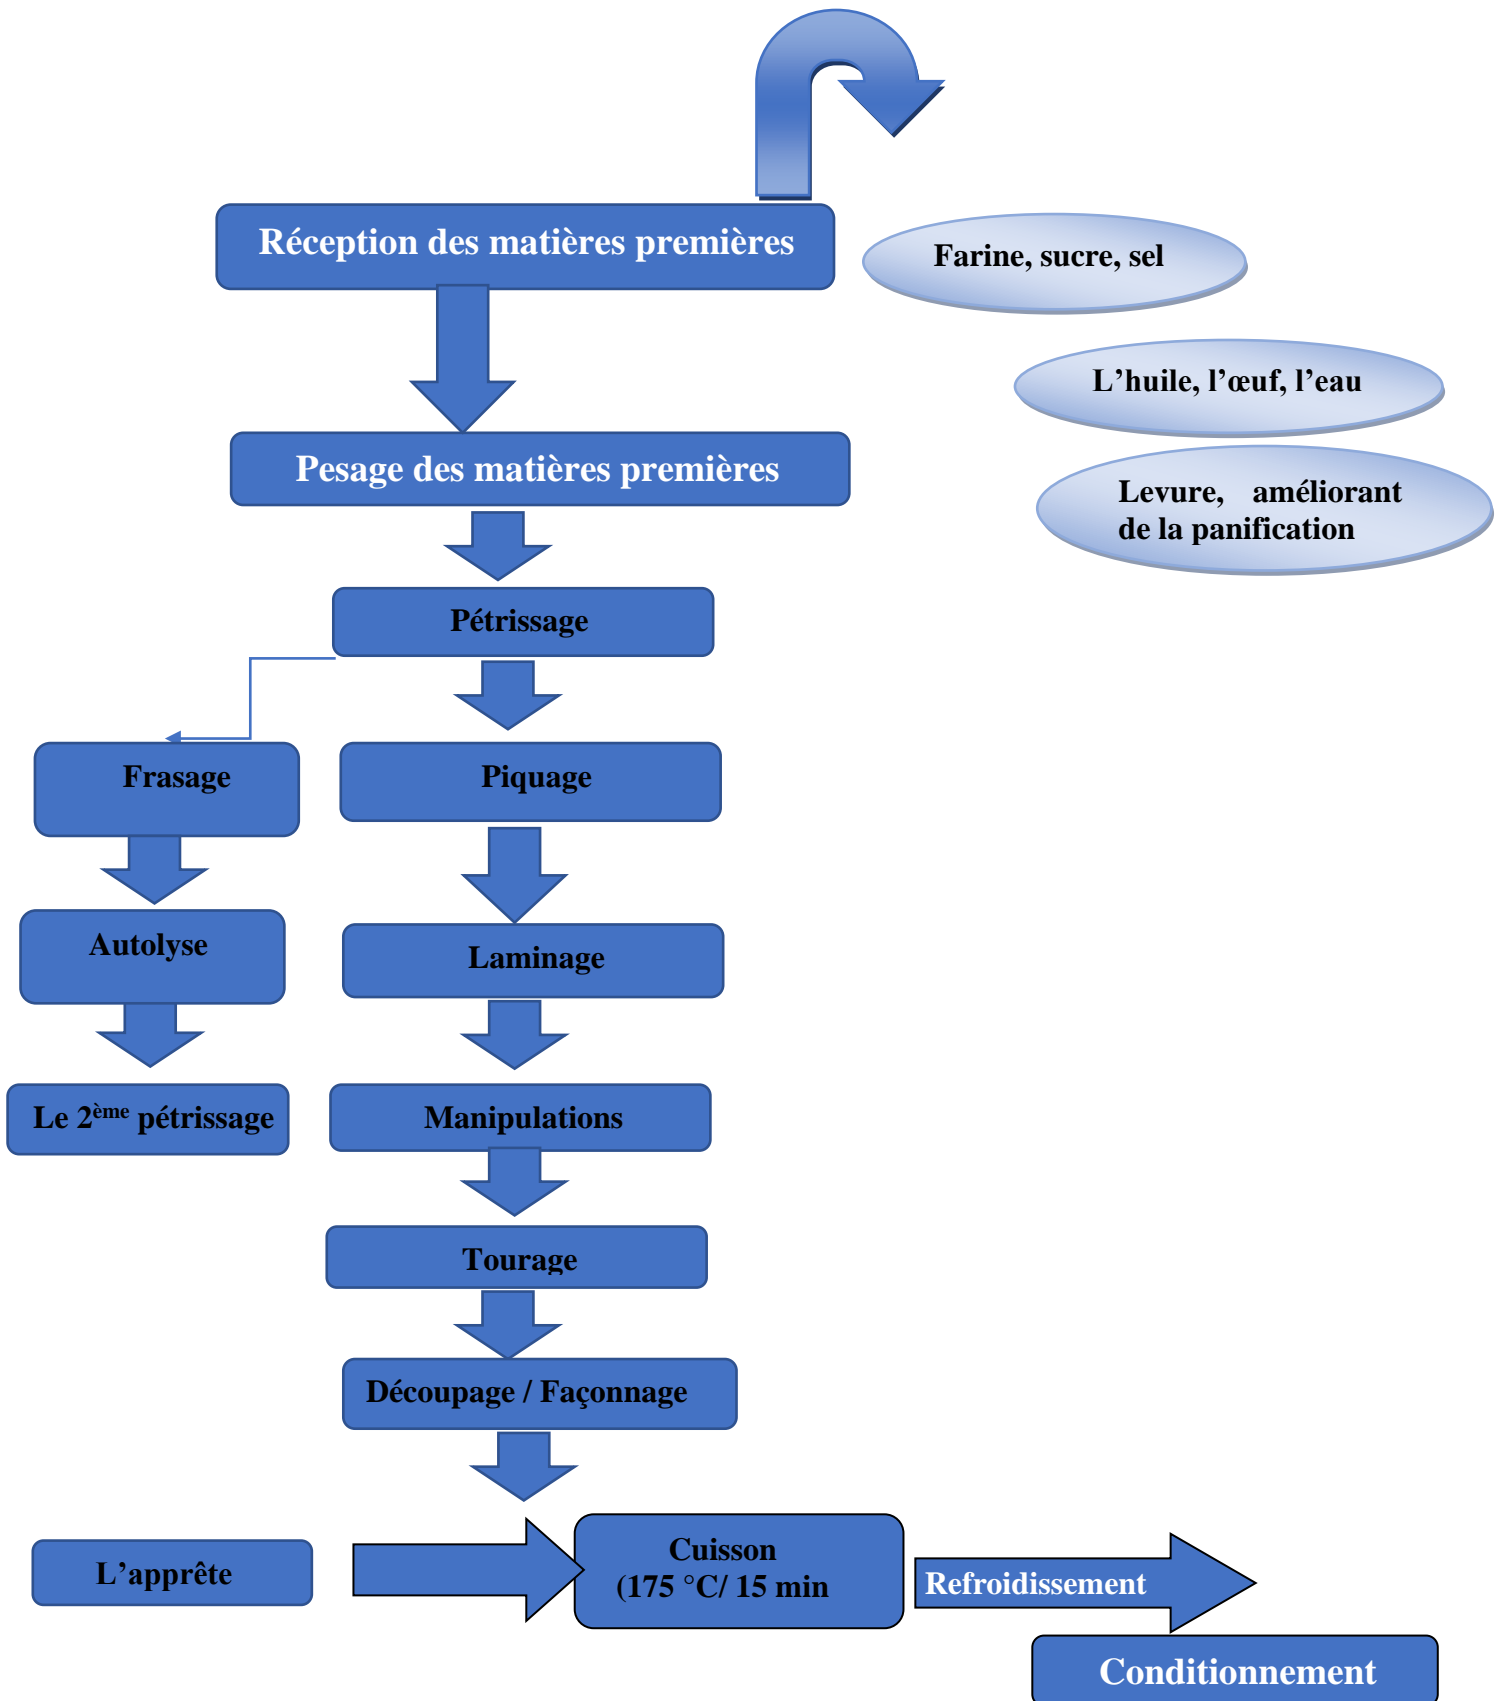 Réception des matières premières
Farine, sucre, sel
L’huile, l’œuf, l’eau
Pesage des matières premières
Levure, améliorant
de la panification
Pétrissage
Frasage
Piquage
Autolyse
Laminage
Le 2ème pétrissage
Manipulations
Tourage
Découpage / Façonnage
L’apprête
Cuisson
(175 °C/ 15 min
Refroidissement
Conditionnement